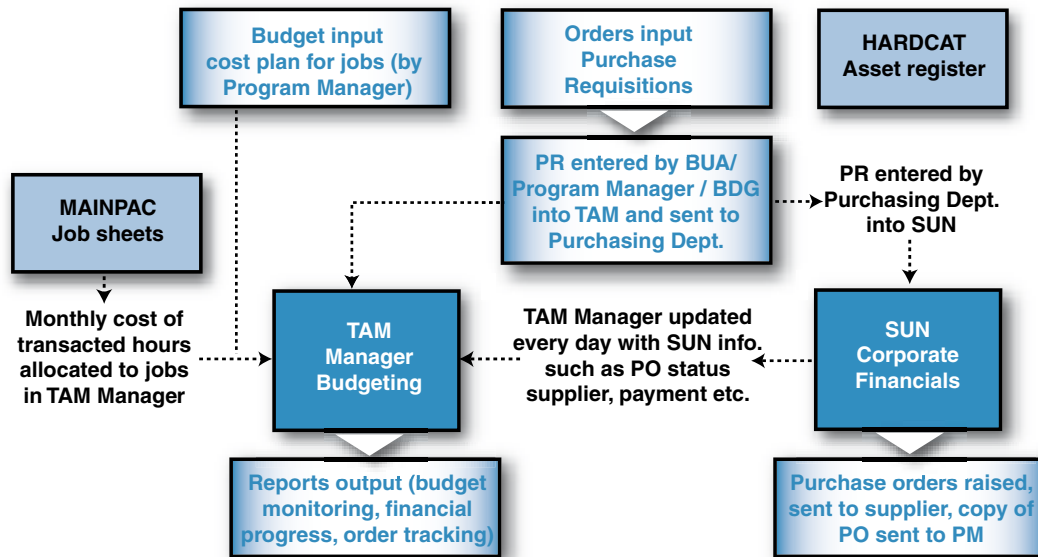 Budget input
cost plan for jobs (by
Program Manager)
Orders input
Purchase
Requisitions
HARDCAT
Asset register
PR entered by BUA/
Program Manager / BDG
into TAM and sent to
Purchasing Dept.
PR entered by
Purchasing Dept.
into SUN
MAINPAC
Job sheets
Monthly cost of
transacted hours
allocated to jobs
in TAM Manager
TAM
Manager
Budgeting
TAM Manager updated
every day with SUN info.
such as PO status
supplier, payment etc.
SUN
Corporate
Financials
Reports output (budget
monitoring, financial
progress, order tracking)
Purchase orders raised,
sent to supplier, copy of
PO sent to PM